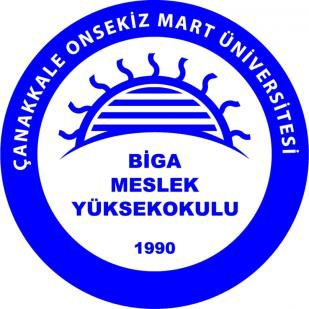 ÇANAKKALE ONSEKİZ MART ÜNİVERSİTESİ
BİGA
MESLEK
YÜKSEKOKULU
1990